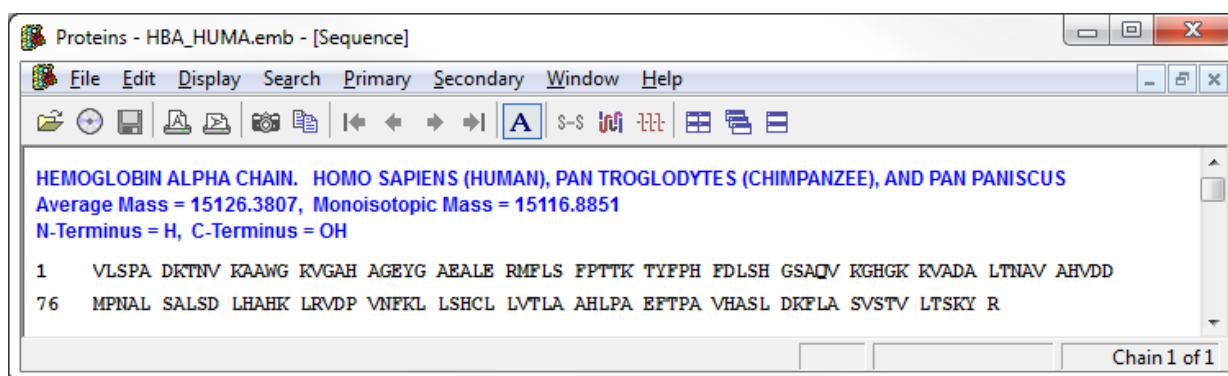 Proteins - HBA_HUMA.emb - [Sequence]
File Edit Display Search Primary Secondary Window Help
A S-S
HEMOGLOBIN ALPHA CHAIN. HOMO SAPIENS (HUMAN), PAN TROGLODYTES (CHIMPANZEE), AND PAN PANISCUS
Average Mass = 15126.3807, Monoisotopic Mass = 15116.8851
N-Terminus = H, C-Terminus = OH
1 VLSPA DKTNV KAAWG KVGAH AGEYG AEALE RMFLS FPTTK TYFPH FDLSH GSAQV KGHGK KVADA LTNAV AHVDD
76 MPNAL SALSD LHAHK LRVDP VNFKL LSHCL LVTLA AHLPA EFTPA VHASL DKFLA SVSTV LTSKY R
Chain 1 of 1